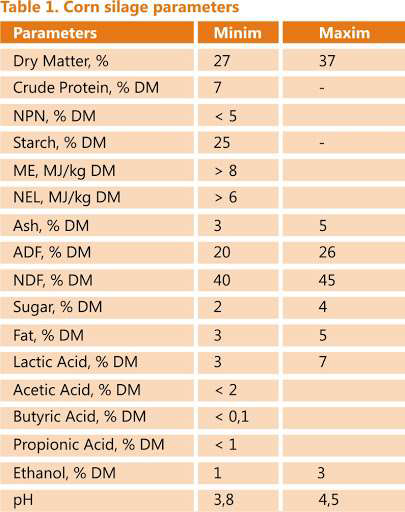 Table 1. Corn silage parameters
Parameters Minim Maxim
Dry Matter, % 27 37
Crude Protein, % DM 7 -
NPN, % DM < 5
Starch, % DM 25 -
ME, MJ/kg DM > 8
NEL, MJ/kg DM > 6
Ash, % DM 3 5
ADF, % DM 20 26
NDF, % DM 40 45
Sugar, % DM 2 4
Fat, % DM 3 5
Lactic Acid, % DM 3 7
Acetic Acid, % DM < 2
Butyric Acid, % DM < 0,1
Propionic Acid, % DM < 1
Ethanol, % DM 1 3
pH 3,8 4,5